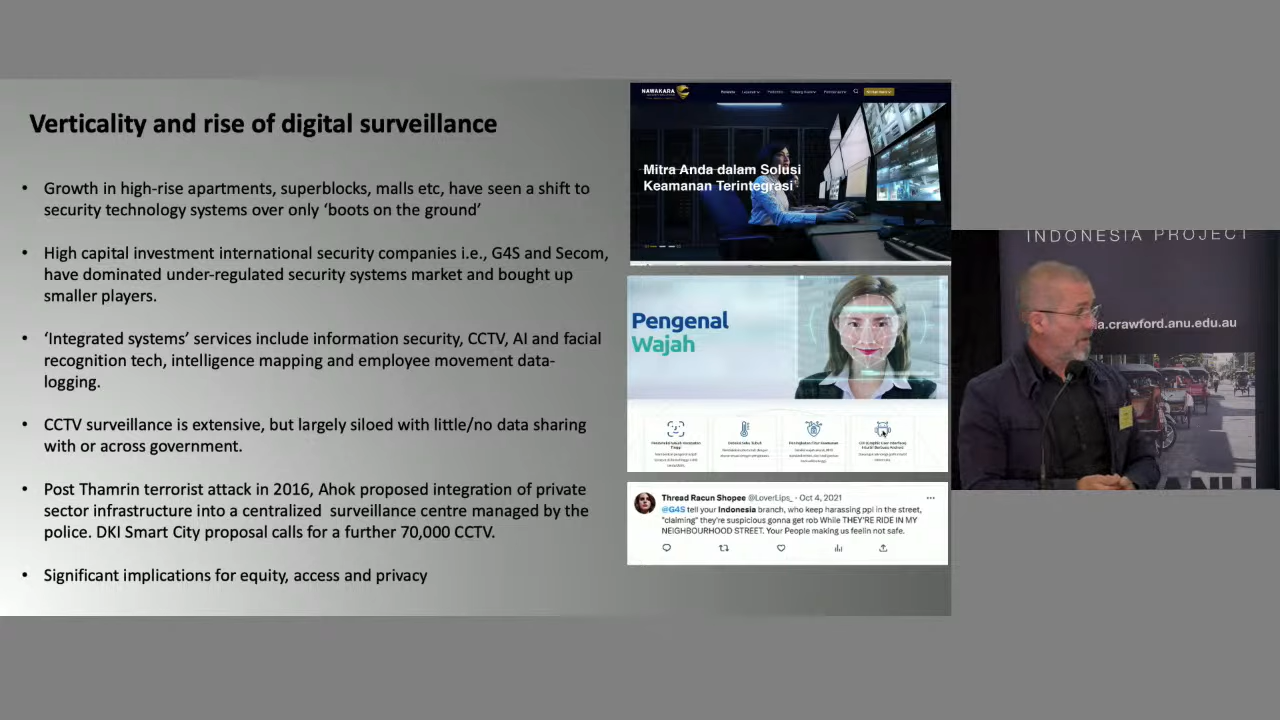 Verticality and rise of digital surveillance
• Growth in high-rise apartments, superblocks, malls etc, have seen a shift to
security technology systems over only ‘boots on the ground’
• High capital investment international security companies i.e., G4S and Secom,
have dominated under-regulated security systems market and bought up
smaller players.
• ‘Integrated systems’ services include information security, CCTV, AI and facial
recognition tech, intelligence mapping and employee movement data-
logging.
• CCTV surveillance is extensive, but largely siloed with little/no data sharing
with or across government.
• Post Thamrin terrorist attack in 2016, Ahok proposed integration of private
sector infrastructure into a centralized surveillance centre managed by the
police. DKI Smart City proposal calls for a further 70,000 CCTV.
• Significant implications for equity, access and privacy
NAWAKARA
Mitra Anda dalam Solusi
Keamanan Terintegrasi
Pengenal
Wajah
Thread Racun Shopee @LoverLips_ · Oct 4, 2021
@G4S tell your Indonesia branch, who keep harassing ppl in the street,
"claiming" they're suspicious gonna get rob While THEY'RE RIDE IN MY
NEIGHBOURHOOD STREET. Your People making us feelin not safe.
INDONESIA PROJECT
ia.crawford.anu.edu.au
ANU